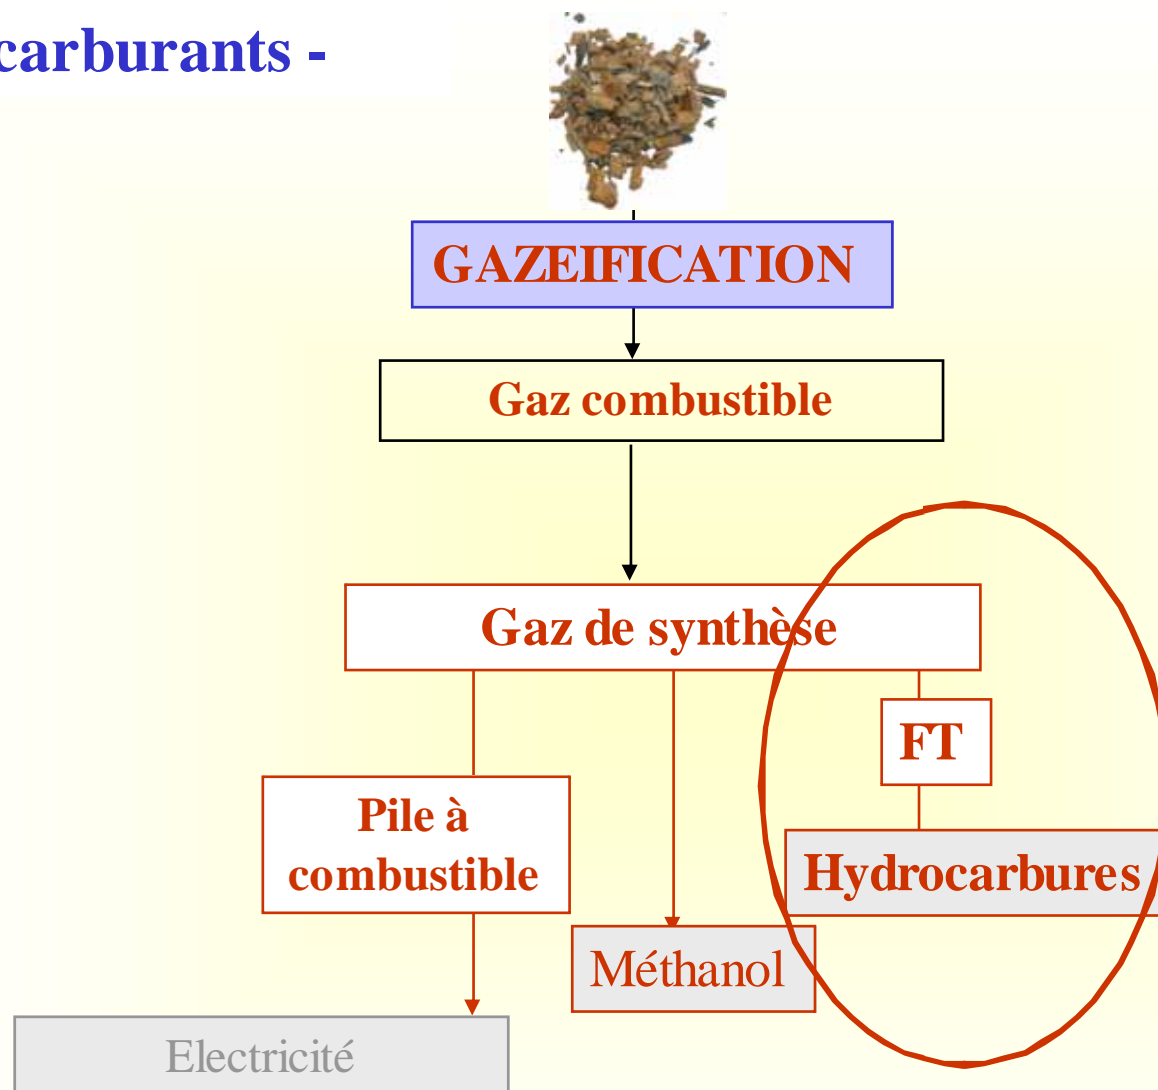 carburants -
GAZEIFICATION
Gaz combustible
Gaz de synthèse
FT
Pile à
combustible
Hydrocarbures
Méthanol
Electricité